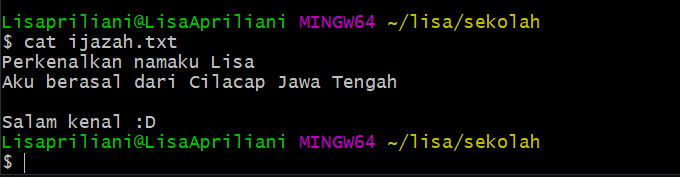 Lisapriliani@LisaApriliani MINGW64 ~/lisa/sekolah
$ cat ijazah.txt
Perkenalkan namaku Lisa
Aku berasal dari Cilacap Jawa Tengah
Salam kenal :D
Lisapriliani@LisaApriliani MINGW64 ~/lisa/sekolah
$